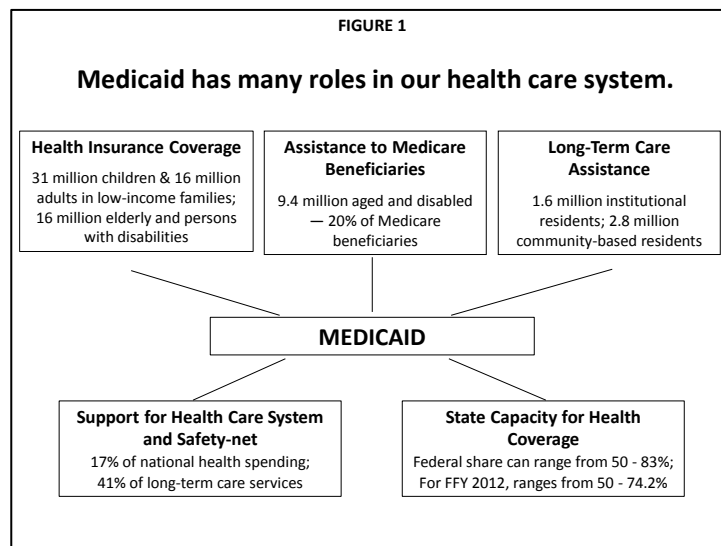 FIGURE 1
Medicaid has many roles in our health care system.
Health Insurance Coverage
31 million children & 16 million
adults in low-income families;
16 million elderly and persons
with disabilities
Assistance to Medicare
Beneficiaries
9.4 million aged and disabled
— 20% of Medicare
beneficiaries
Long-Term Care
Assistance
1.6 million institutional
residents; 2.8 million
community-based residents
MEDICAID
Support for Health Care System
and Safety-net
17% of national health spending;
41% of long-term care services
State Capacity for Health
Coverage
Federal share can range from 50 - 83%;
For FFY 2012, ranges from 50 - 74.2%